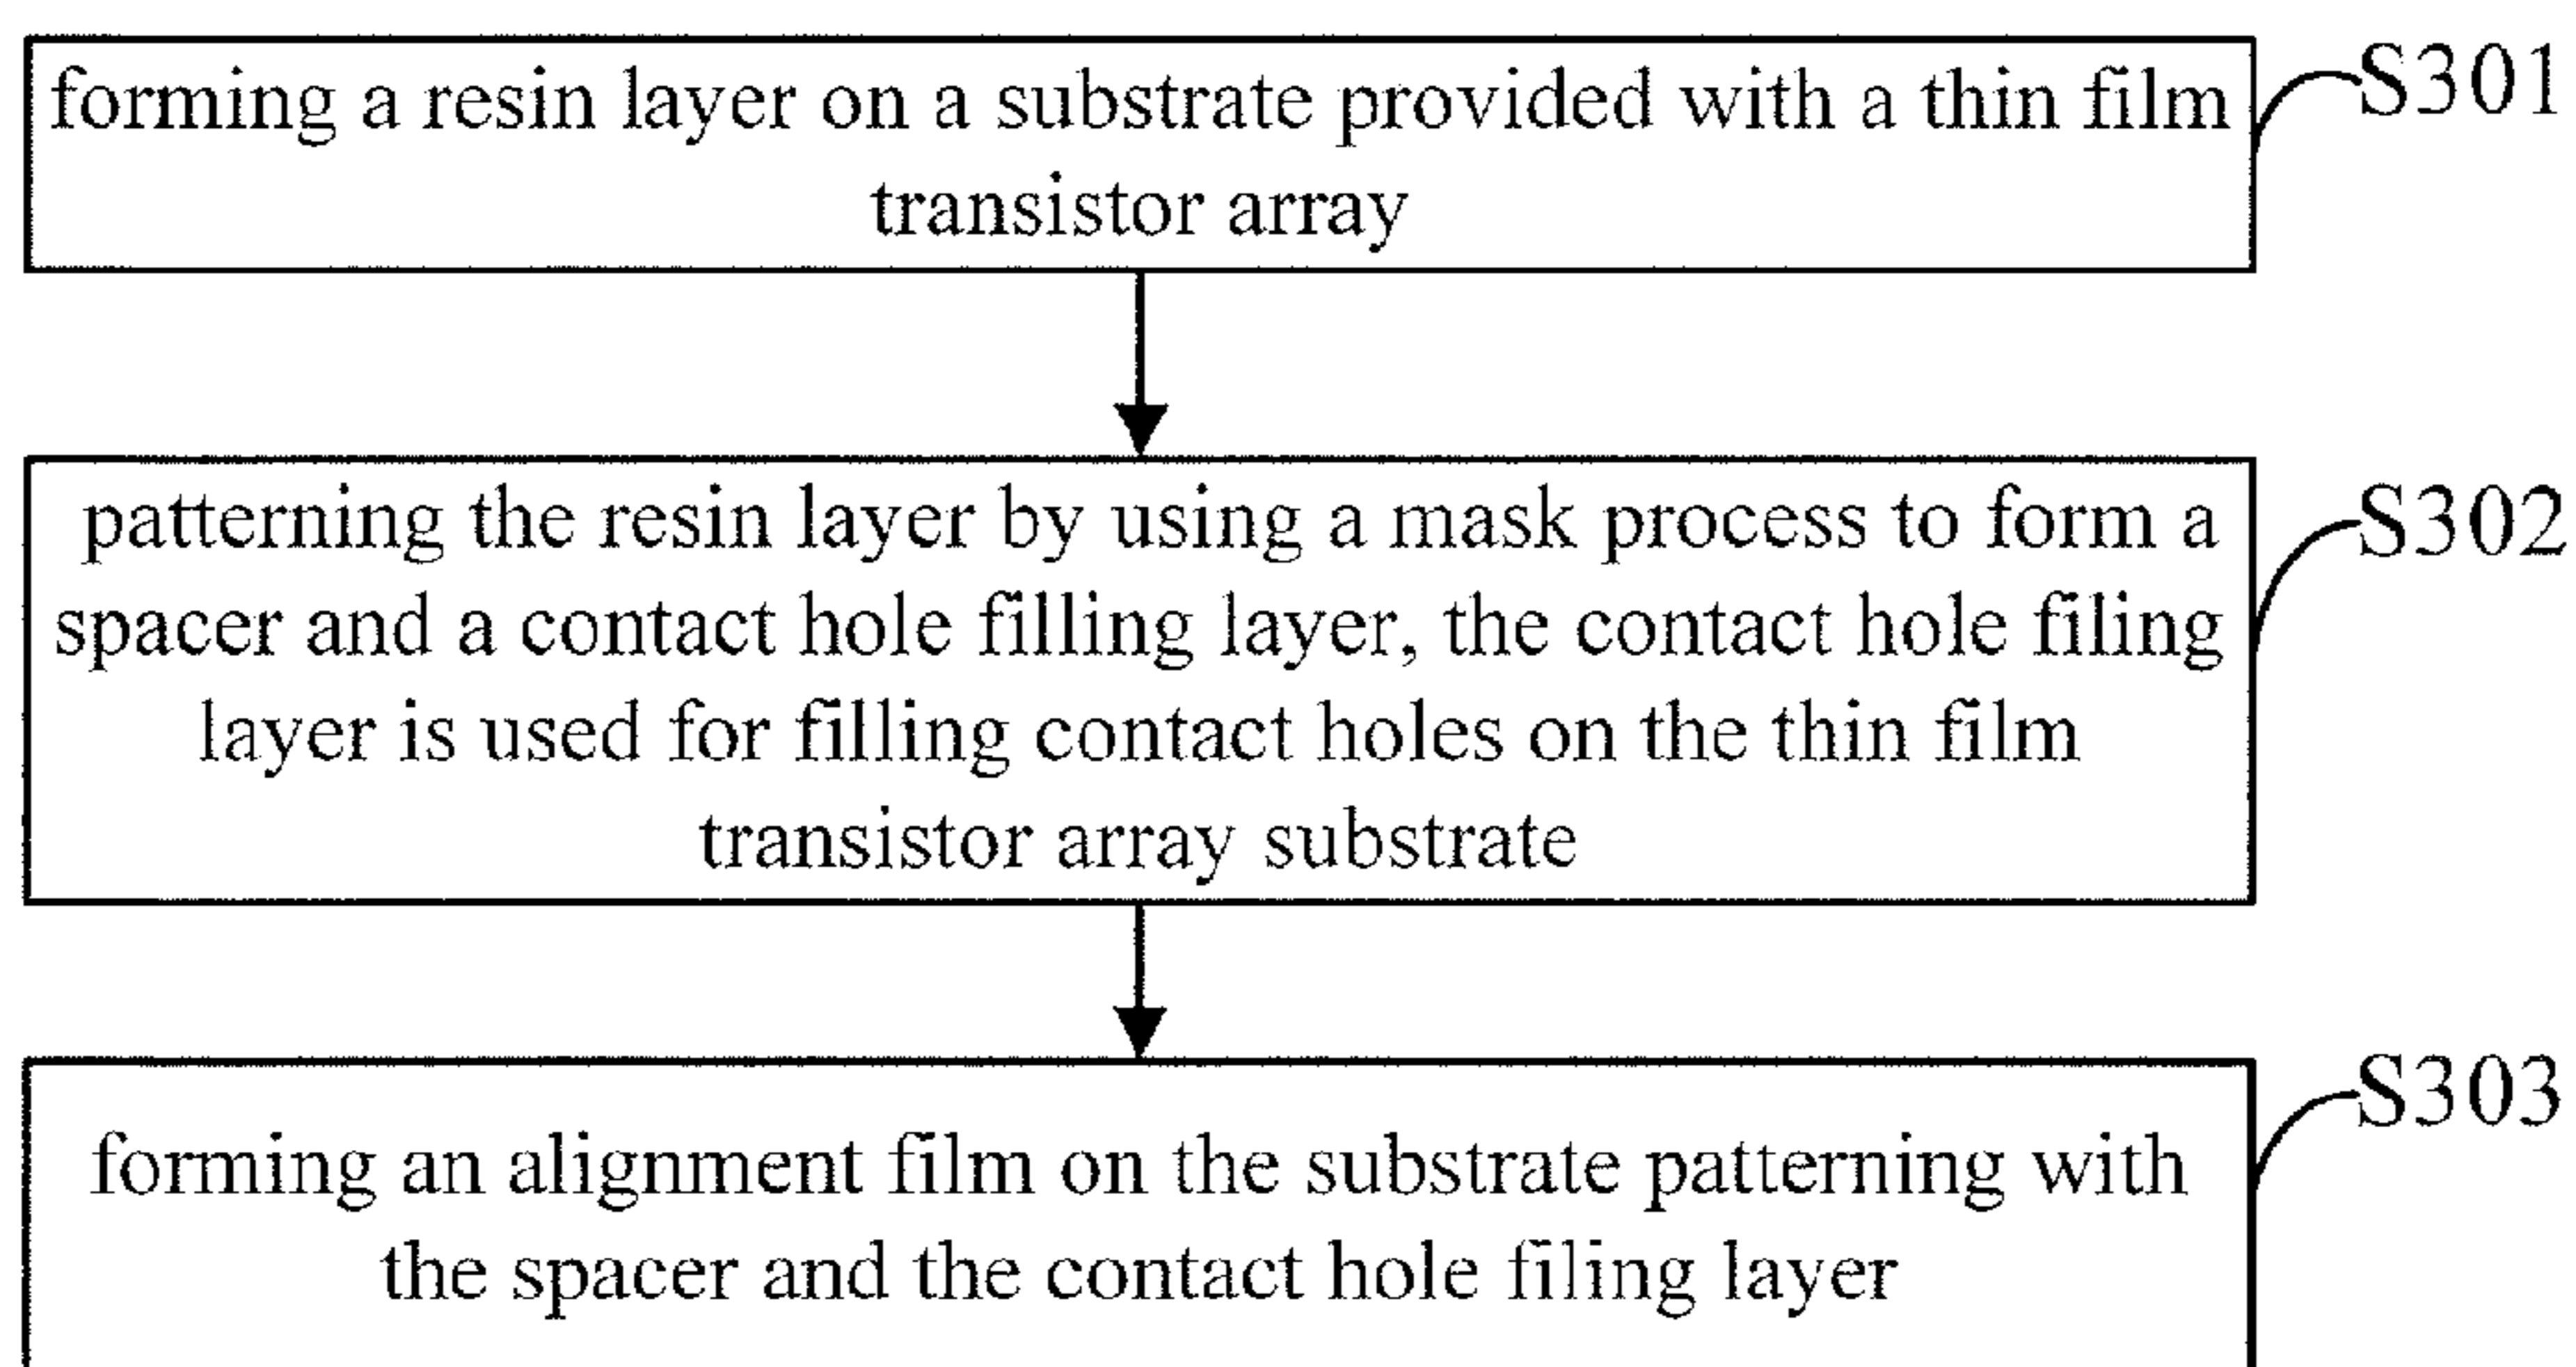 forming a resin layer on a substrate provided with a thin film
transistor array
S301
patterning the resin layer by using a mask process to form a
spacer and a contact hole filling layer, the contact hole filing
layer is used for filling contact holes on the thin film
transistor array substrate
S302
forming an alignment film on the substrate patterning with
the spacer and the contact hole filing layer
S303